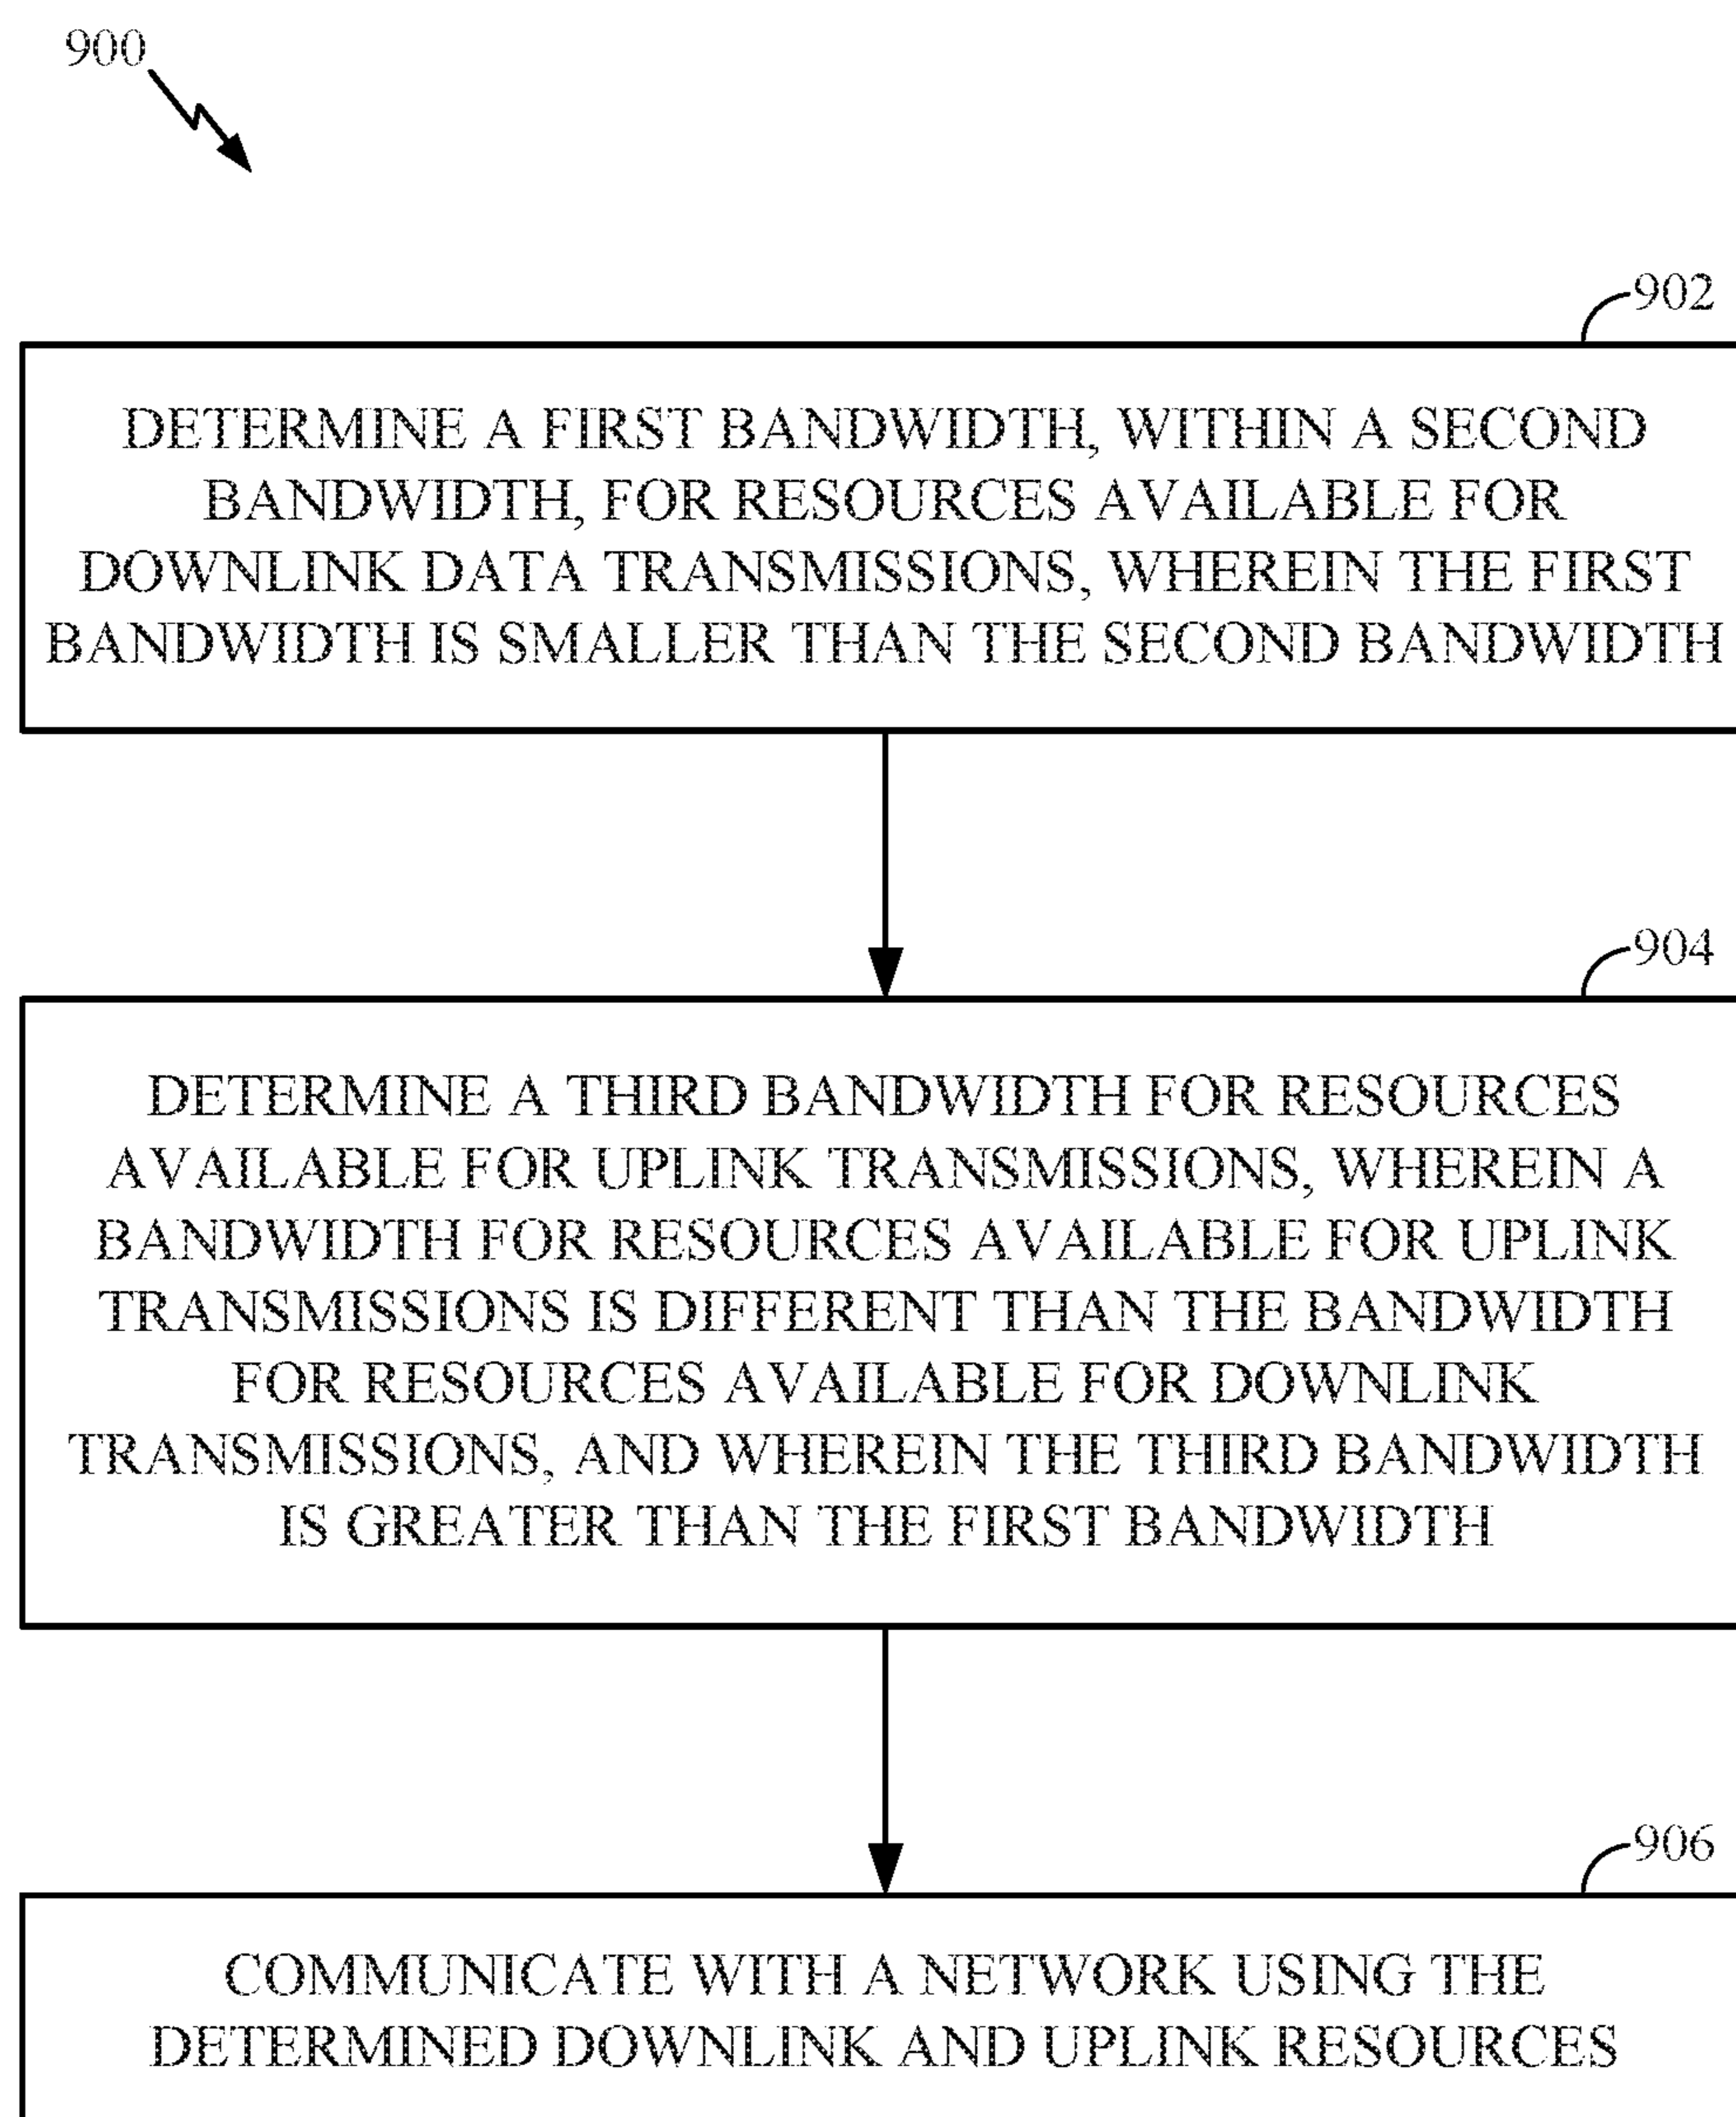 900
902
DETERMINE A FIRST BANDWIDTH, WITHIN A SECOND
BANDWIDTH, FOR RESOURCES AVAILABLE FOR
DOWNLINK DATA TRANSMISSIONS, WHEREIN THE FIRST
BANDWIDTH IS SMALLER THAN THE SECOND BANDWIDTH
904
DETERMINE A THIRD BANDWIDTH FOR RESOURCES
AVAILABLE FOR UPLINK TRANSMISSIONS, WHEREIN A
BANDWIDTH FOR RESOURCES AVAILABLE FOR UPLINK
TRANSMISSIONS IS DIFFERENT THAN THE BANDWIDTH
FOR RESOURCES AVAILABLE FOR DOWNLINK
TRANSMISSIONS, AND WHEREIN THE THIRD BANDWIDTH
IS GREATER THAN THE FIRST BANDWIDTH
906
COMMUNICATE WITH A NETWORK USING THE
DETERMINED DOWNLINK AND UPLINK RESOURCES